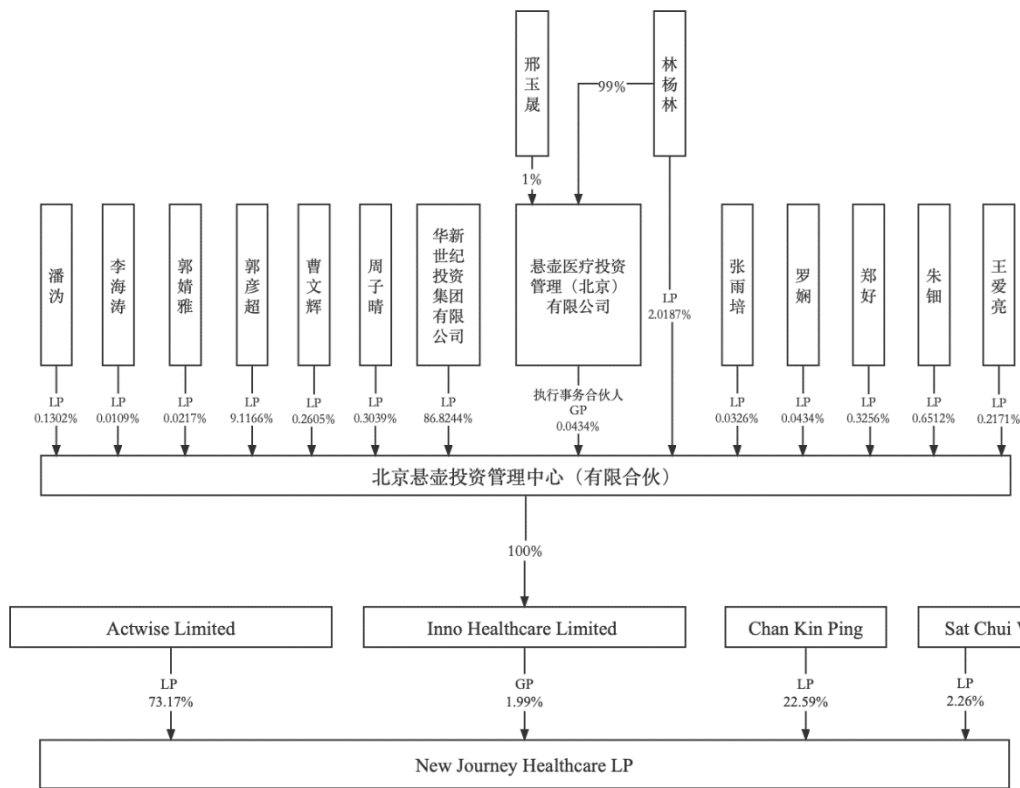 邢玉晟
林杨林
99%
1%
潘沩
李海涛
郭婧雅
郭彦超
曹文辉
周子晴
华新
世纪
投资
集团
有限
公司
悬壶医疗投资
管理（北京）
有限公司
LP
2.0187%
张雨培
罗娴
郑好
朱钿
王爱亮
LP
0.1302%
LP
0.0109%
LP
0.0217%
LP
9.1166%
LP
0.2605%
LP
0.3039%
LP
86.8244%
执行事务合伙人
GP
0.0434%
LP
0.0326%
LP
0.0434%
LP
0.3256%
LP
0.6512%
LP
0.2171%
北京悬壶投资管理中心（有限合伙）
100%
Actwise Limited
Inno Healthcare Limited
Chan Kin Ping
Sat Chui
LP
73.17%
GP
1.99%
LP
22.59%
LP
2.26%
New Journey Healthcare LP